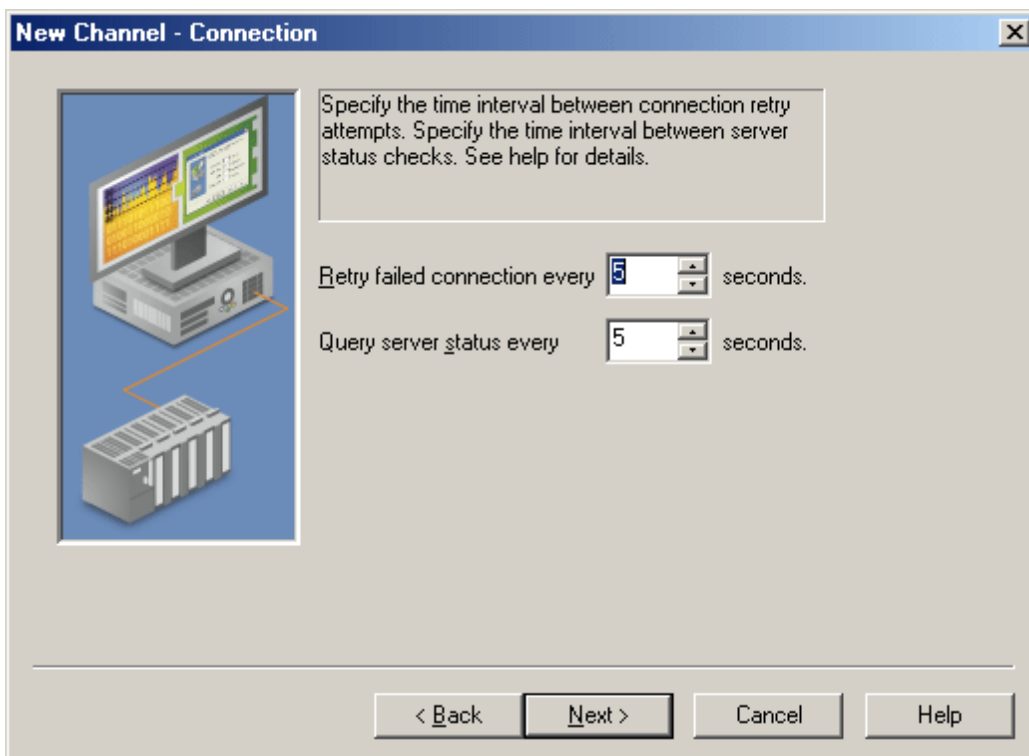 New Channel - Connection
Specify the time interval between connection retry
attempts. Specify the time interval between server
status checks. See help for details.
Retry failed connection every 5 seconds.
Query server status every 5 seconds.
< Back Next > Cancel Help